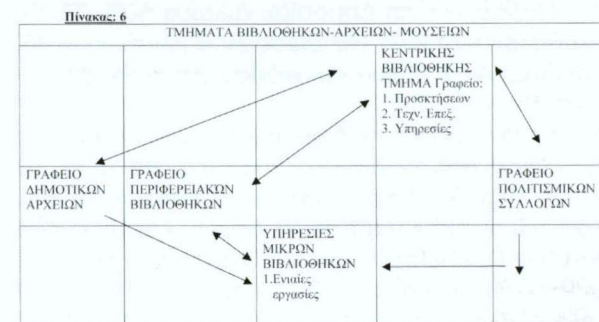 Πίνακας: 6
ΤΜΗΜΑΤΑ ΒΙΒΛΙΟΘΗΚΩΝ-ΑΡΧΕΙΩΝ- ΜΟΥΣΕΙΩΝ
ΚΕΝΤΡΙΚΗΣ
ΒΙΒΛΙΟΘΗΚΗΣ
ΤΜΗΜΑ Γραφείο:
1. Προσκτήσεων
2. Τεχν. Επεξ.
3. Υπηρεσίες
ΓΡΑΦΕΙΟ
ΔΗΜΟΤΙΚΩΝ
ΑΡΧΕΙΩΝ
ΓΡΑΦΕΙΟ
ΠΕΡΙΦΕΡΕΙΑΚΩΝ
ΒΙΒΛΙΟΘΗΚΩΝ
ΓΡΑΦΕΙΟ
ΠΟΛΙΤΙΣΜΙΚΩΝ
ΣΥΛΛΟΓΩΝ
ΥΠΗΡΕΣΙΕΣ
ΜΙΚΡΩΝ
ΒΙΒΛΙΟΘΗΚΩΝ
1.Ενιαίες
εργασίες